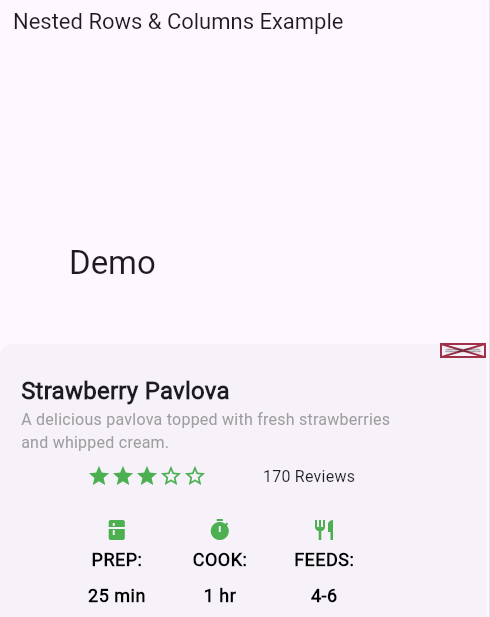 Nested Rows & Columns Example
Demo
Strawberry Pavlova
A delicious pavlova topped with fresh strawberries
and whipped cream.
170 Reviews
PREP: COOK: FEEDS:
25 min 1 hr 4-6